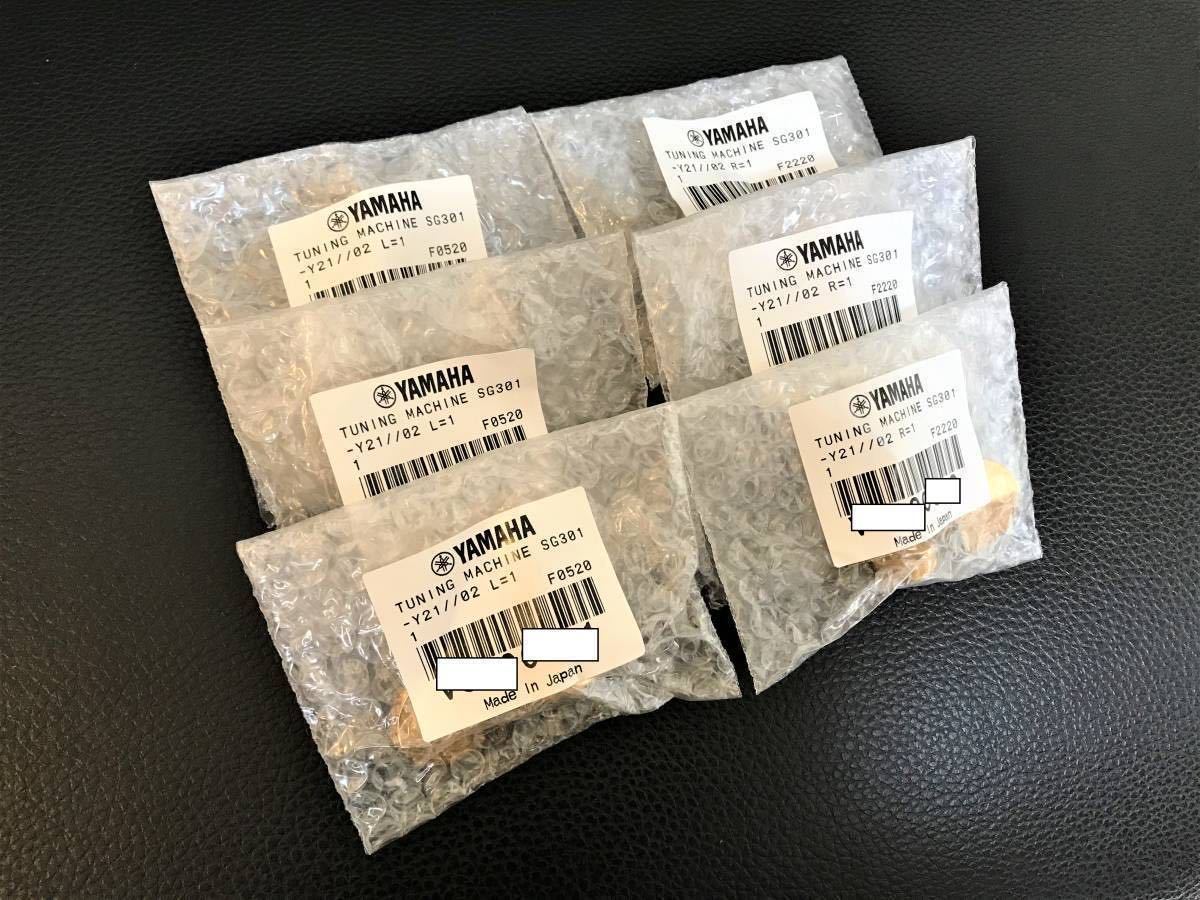 YAMAHA
TUNING MACHINE SG301
-Y21//02 L=1
F0520
YAMAHA
TUNING MACHINE SG301
-Y21//02 R=1
1 F2220
YAMAHA
TUNING MACHINE SG301
-Y21//02 L=1
1 F0520
YAMAHA
TUNING MACHINE SG301
-Y21//02 R=1
1 F2220
YAMAHA
TUNING MACHINE SG301
-Y21//02 L=1
1 F0520
Made in Japan
YAMAHA
TUNING MACHINE SG301
-Y21//02 R=1
1 F2220
Made in Japan